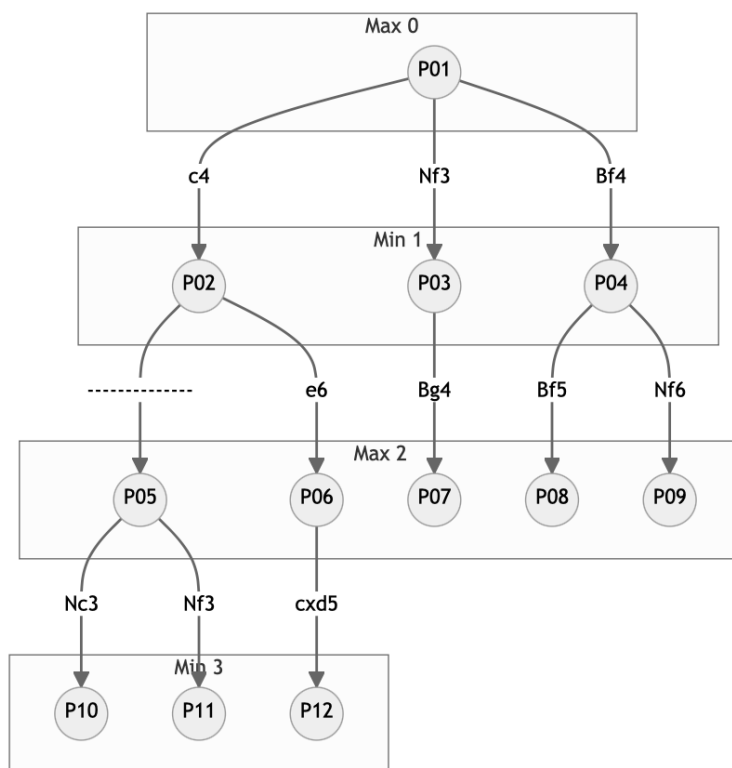 Max 0
P01
c4 Nf3 Bf4
Min 1
P02 P03 P04
---------------- e6 Bg4 Bf5 Nf6
Max 2
P05 P06 P07 P08 P09
Nc3 Nf3 cxd5
Min 3
P10 P11 P12